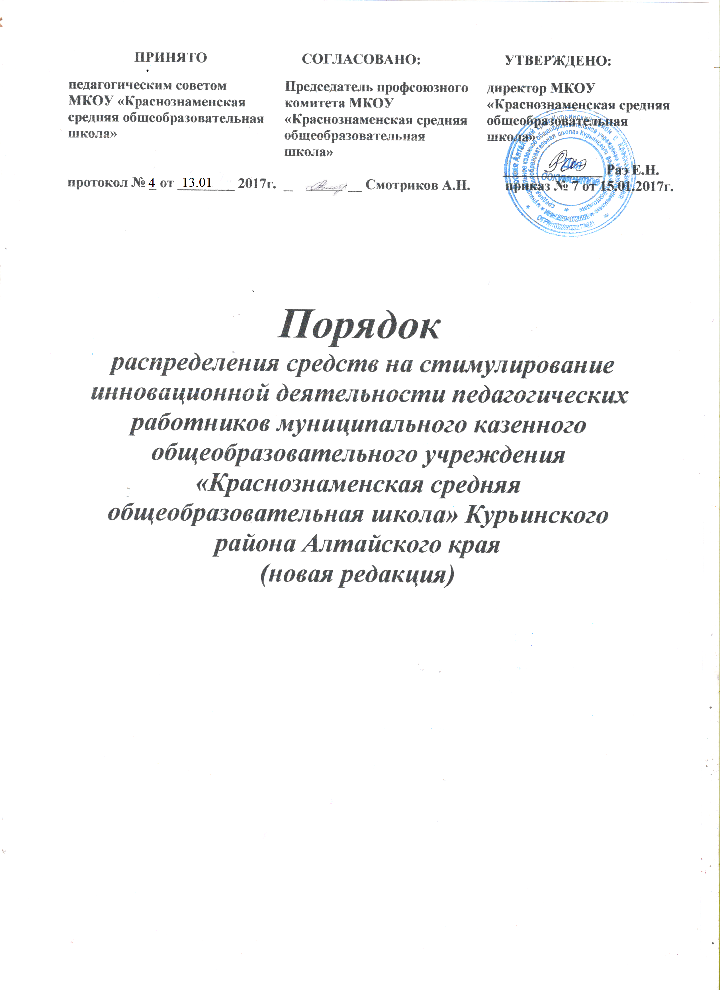 ПРИНЯТО
педагогическим советом
МКОУ «Краснознаменская
средняя общеобразовательная
школа»
протокол № 4 от 13.01 2017г.
СОГЛАСОВАНО:
Председатель профсоюзного
комитета МКОУ
«Краснознаменская средняя
общеобразовательная
школа»
Смотриков А.Н.
УТВЕРЖДЕНО:
директор МКОУ
«Краснознаменская средняя
общеобразовательная
школа»
Раз Е.Н.
приказ № 7 от 15.01.2017г.
Для
документов
Порядок
распределения средств на стимулирование
инновационной деятельности педагогических
работников муниципального казенного
общеобразовательного учреждения
«Краснознаменская средняя
общеобразовательная школа» Курьинского
района Алтайского края
(новая редакция)